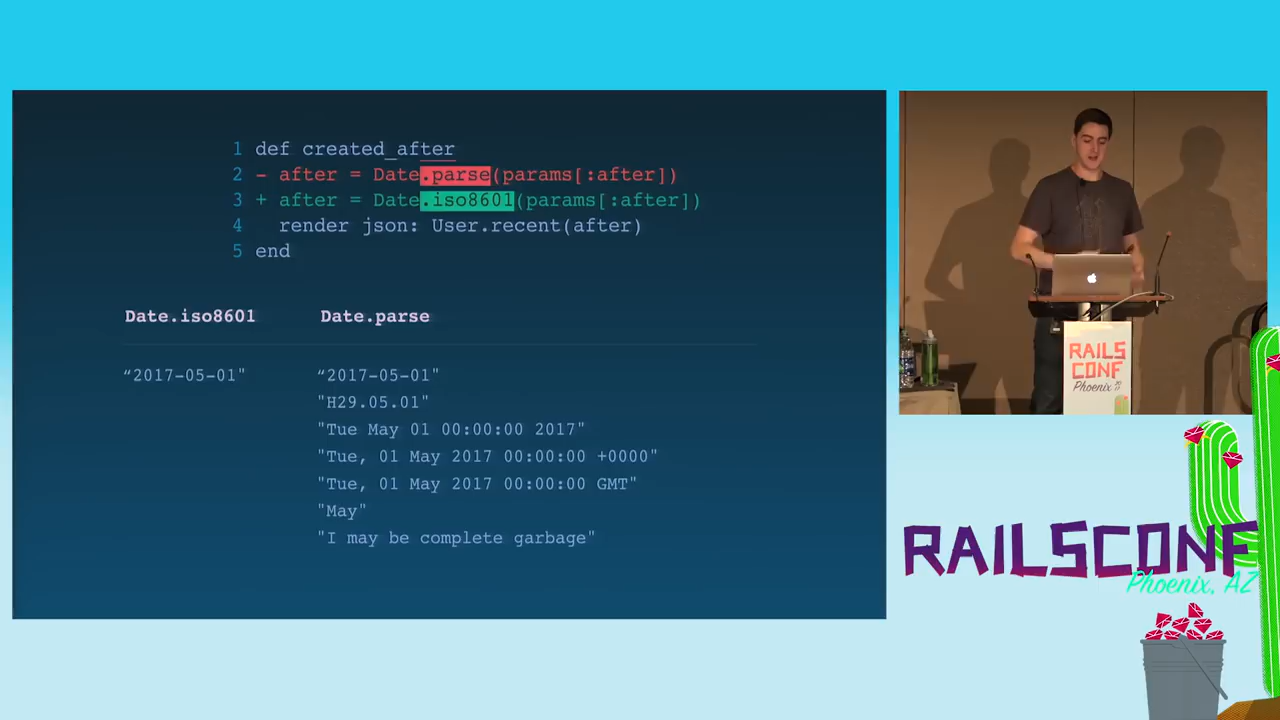 1 def created_after
2 - after = Date.parse(params[:after])
3 + after = Date.iso8601(params[:after])
4 render json: User.recent(after)
5 end
Date.iso8601 Date.parse
“2017-05-01" “2017-05-01"
"H29.05.01"
"Tue May 01 00:00:00 2017"
"Tue, 01 May 2017 00:00:00 +0000"
"Tue, 01 May 2017 00:00:00 GMT"
"May"
"I may be complete garbage"
RAILS
CONF
Phoenix
RAILSCONF
Phoenix, AZ